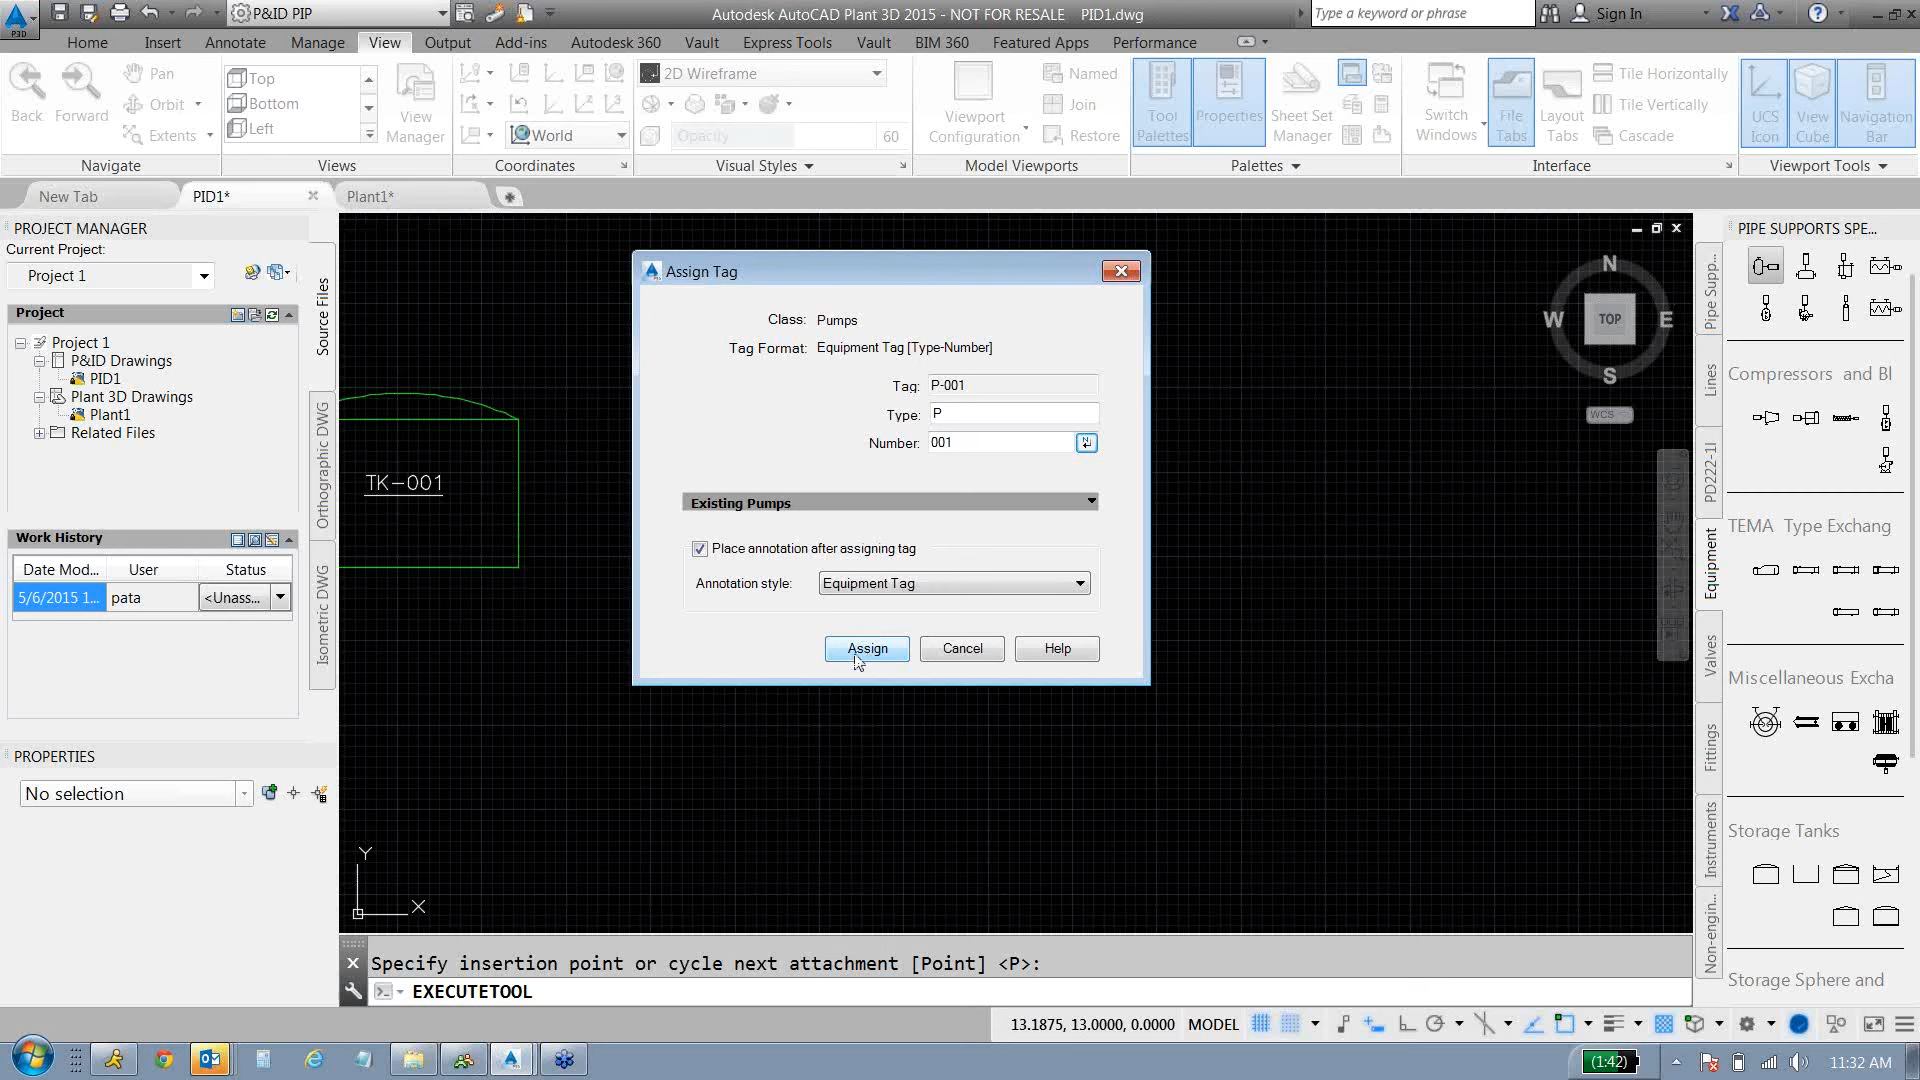 P3D
P&ID PIP
Autodesk AutoCAD Plant 3D 2015 - NOT FOR RESALE PID1.dwg
Type a keyword or phrase
Sign In
Home Insert Annotate Manage View Output Add-ins Autodesk 360 Vault Express Tools Vault BIM 360 Featured Apps Performance
Back
Forward
Pan
Orbit
Extents
Navigate
Top
Bottom
Left
View
Manager
Views
World
Coordinates
2D Wireframe
Opacity 60
Visual Styles
Viewport
Configuration
Named
Join
Restore
Model Viewports
Tool
Palettes
Properties
Sheet Set
Manager
Palettes
Switch
Windows
File
Tabs
Layout
Tabs
Tile Horizontally
Tile Vertically
Cascade
Interface
UCS
Icon
View
Cube
Navigation
Bar
Viewport Tools
New Tab PID1* Plant1*
PROJECT MANAGER
Current Project:
Project 1
Project
Project 1
P&ID Drawings
PID1
Plant 3D Drawings
Plant1
Related Files
Source Files
Orthographic DWG
Isometric DWG
Work History
Date Mod... User Status
5/6/2015 1... pata <Unass...
PROPERTIES
No selection
TK-001
Y
X
Assign Tag
Class: Pumps
Tag Format: Equipment Tag [Type-Number]
Tag: P-001
Type: P
Number: 001
Existing Pumps
Place annotation after assigning tag
Annotation style: Equipment Tag
Assign Cancel Help
N
W TOP E
S
WCS
PIPE SUPPORTS SPE...
Compressors and Bl
TEMA Type Exchang
Miscellaneous Excha
Storage Tanks
Storage Sphere and
Pipe Supp...
Lines
PD222-1I
Equipment
Valves
Fittings
Instruments
Non-engin...
Specify insertion point or cycle next attachment [Point] <P>:
EXECUTETOOL
13.1875, 13.0000, 0.0000 MODEL
(1:42)
11:32 AM